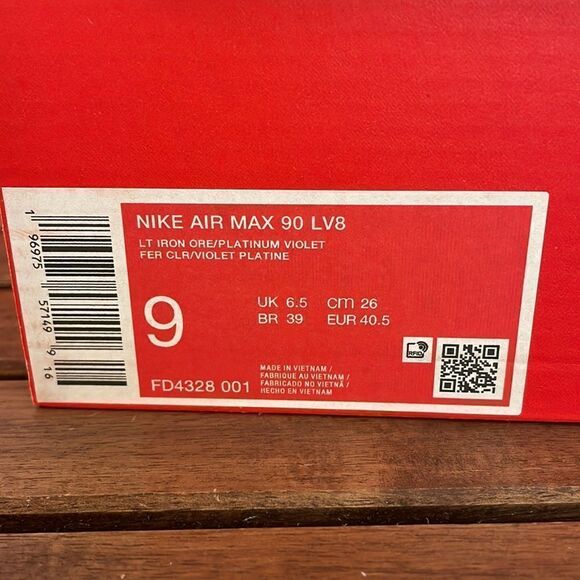 NIKE AIR MAX 90 LV8
LT IRON ORE/PLATINUM VIOLET
FER CLR/VIOLET PLATINE
9
UK 6.5 cm 26
BR 39 EUR 40.5
FD4328 001
MADE IN VIETNAM /
FABRIQUE AU VIETNAM /
FABRICADO NO VIETNÃ /
HECHO EN VIETNAM
RFID
1 96975 57149 9 16